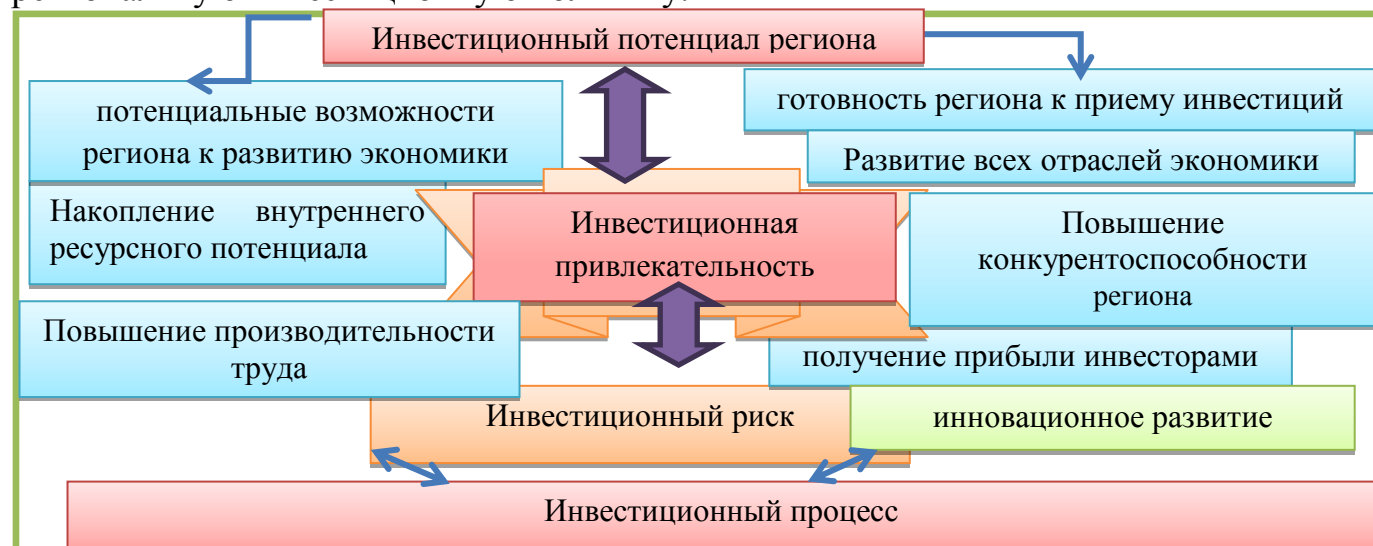 Инвестиционный потенциал региона
потенциальные возможности
региона к развитию экономики
готовность региона к приему инвестиций
Развитие всех отраслей экономики
Накопление внутреннего
ресурсного потенциала
Инвестиционная
привлекательность
Повышение
конкурентоспособности
региона
Повышение производительности
труда
получение прибыли инвесторами
Инвестиционный риск
инновационное развитие
Инвестиционный процесс